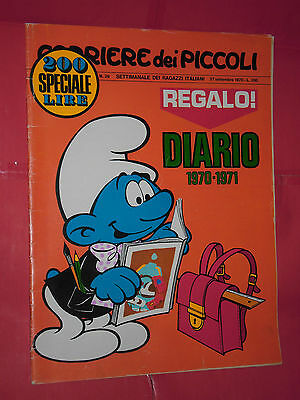 CORRIERE dei PICCOLI
200
SPECIALE
LIRE
SETTIMANALE DEI RAGAZZI ITALIANI
REGALO!
DIARIO
1970-1971